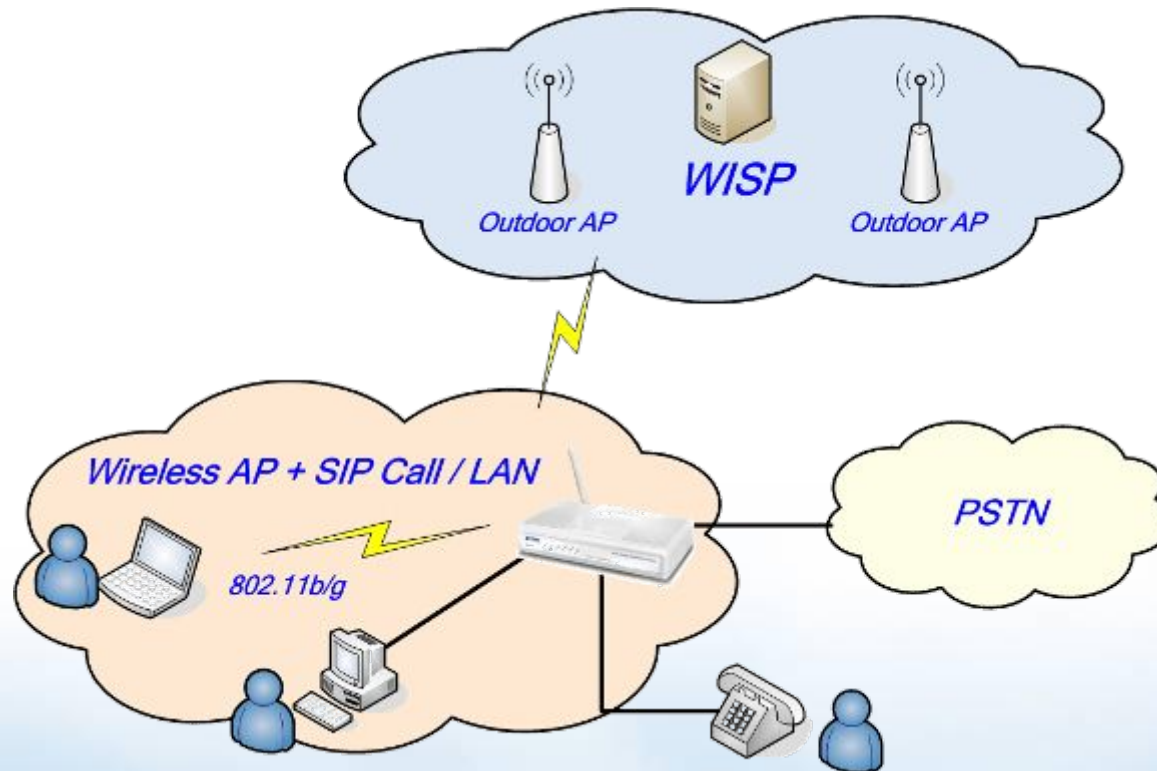 WISP
Outdoor AP
Outdoor AP
Wireless AP + SIP Call / LAN
PSTN
802.11b/g